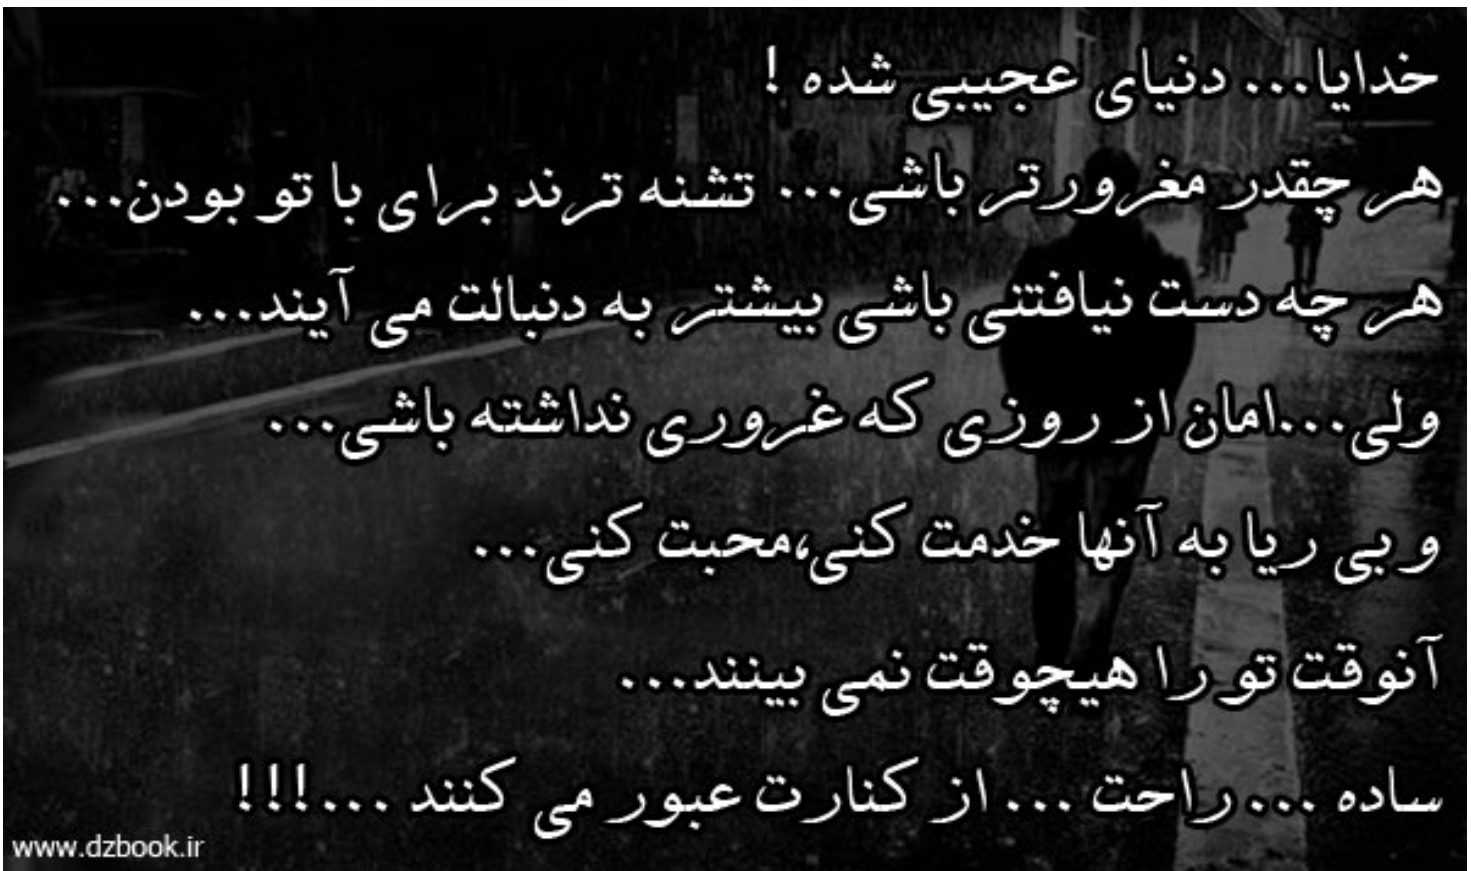 خدایا... دنیای عجیبی شده !
هر چقدر مغرورتر باشی... تشنه ترند برای با تو بودن...
هر چه دست نیافتنی باشی بیشتر به دنبالت می آیند...
ولی...امان از روزی که غروری نداشته باشی...
و بی ریا به آنها خدمت کنی،محبت کنی...
آنوقت تو را هیچوقت نمی بینند...
ساده ... راحت ... از کنارت عبور می کنند ...!!!
www.dzbook.ir